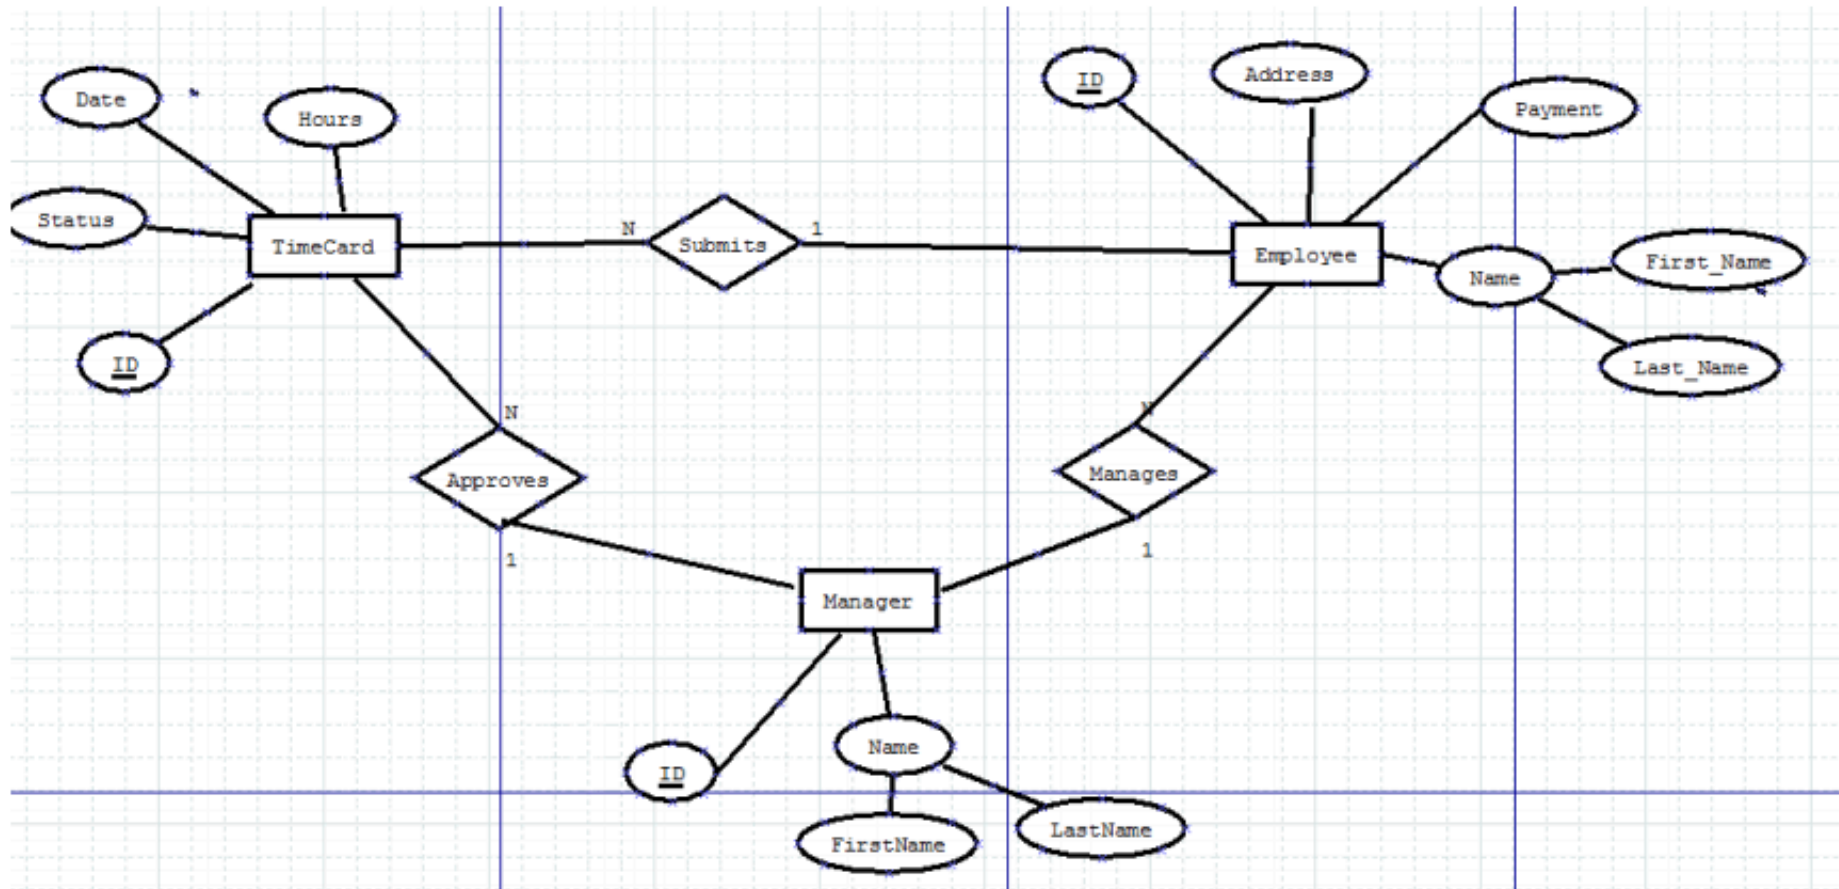 ID
Address
Date
Payment
Hours
Status
N
1
Submits
TimeCard
Employee
First_Name
Name
ID
Last_Name
N
N
Manages
Approves
1
1
Manager
Name
ID
LastName
FirstName